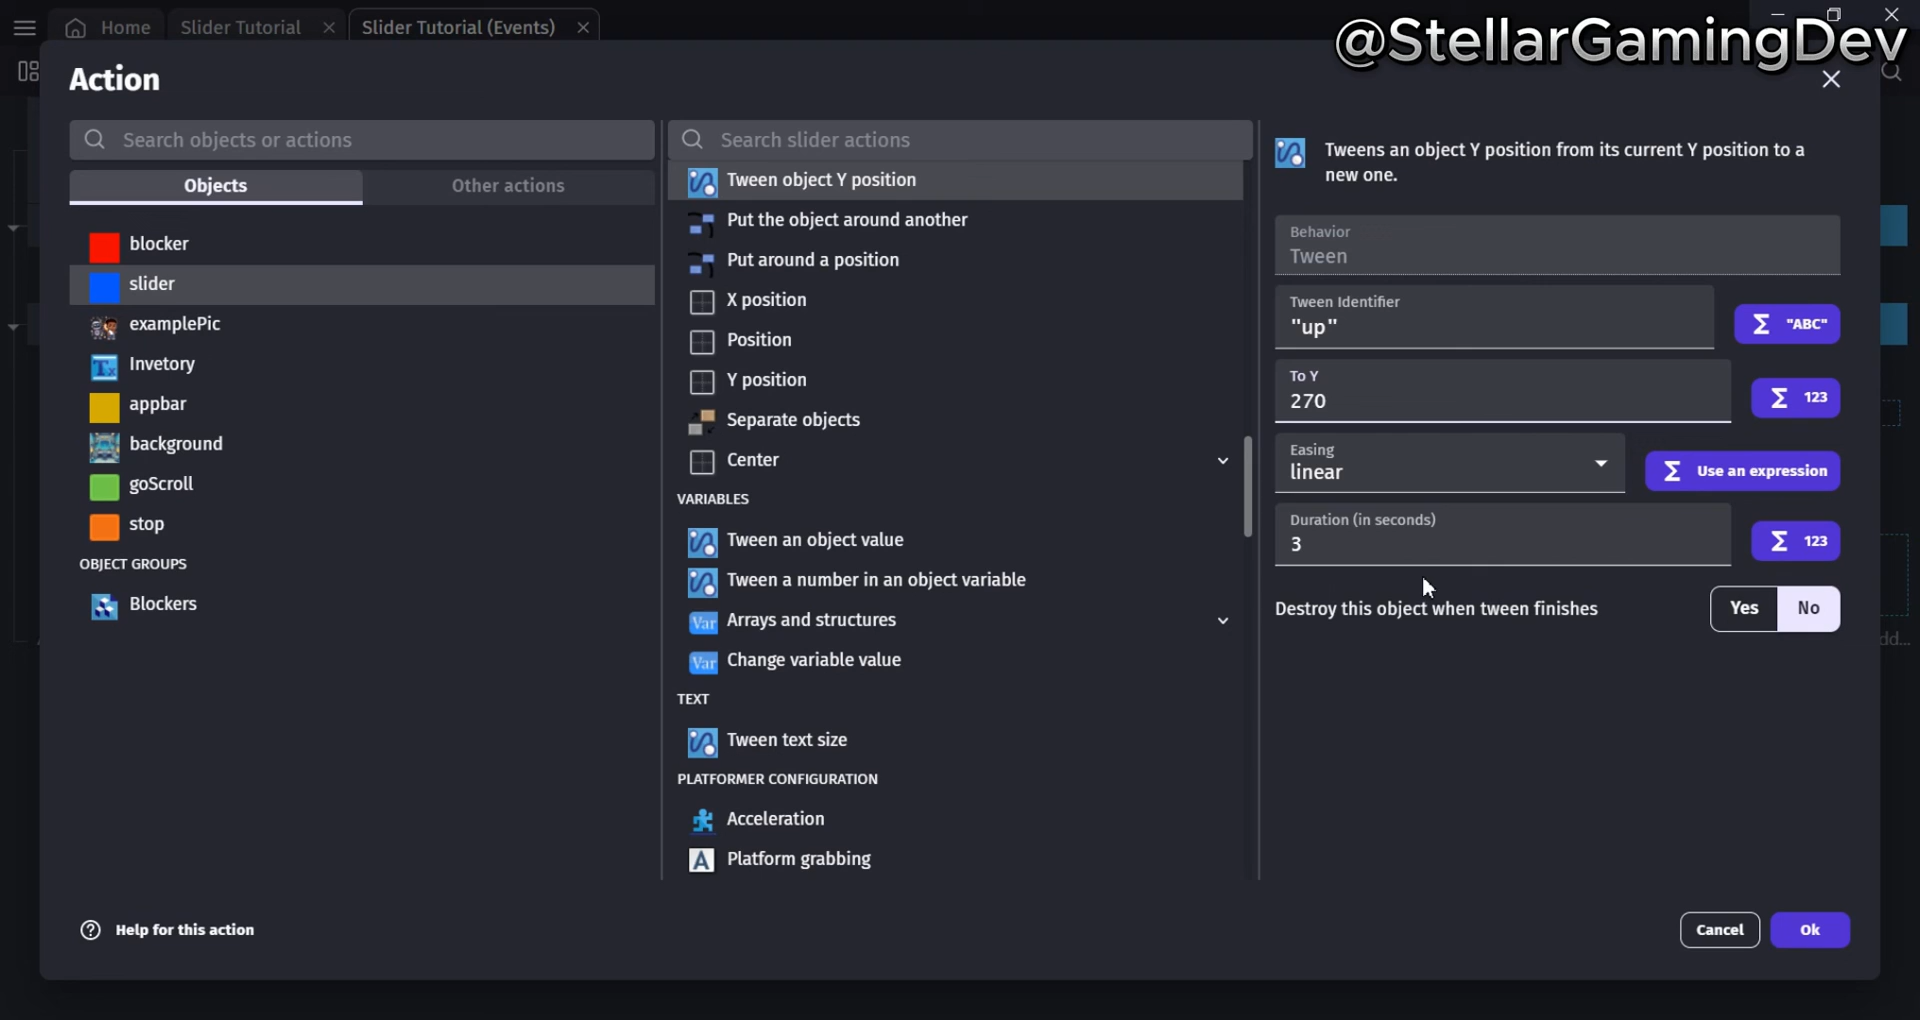 Home
Slider Tutorial
Slider Tutorial (Events)
@StellarGamingDev
Action
Search objects or actions
Objects
Other actions
blocker
slider
examplePic
Invetory
appbar
background
goScroll
stop
OBJECT GROUPS
Blockers
Search slider actions
Tween object Y position
Put the object around another
Put around a position
X position
Position
Y position
Separate objects
Center
VARIABLES
Tween an object value
Tween a number in an object variable
Var Arrays and structures
Var Change variable value
TEXT
Tween text size
PLATFORMER CONFIGURATION
Acceleration
A Platform grabbing
Tweens an object Y position from its current Y position to a
new one.
Behavior
Tween
Tween Identifier
"up"
Σ "ABC"
To Y
270
Σ 123
Easing
linear
Σ Use an expression
Duration (in seconds)
3
Σ 123
Destroy this object when tween finishes
Yes
No
Help for this action
Cancel
Ok